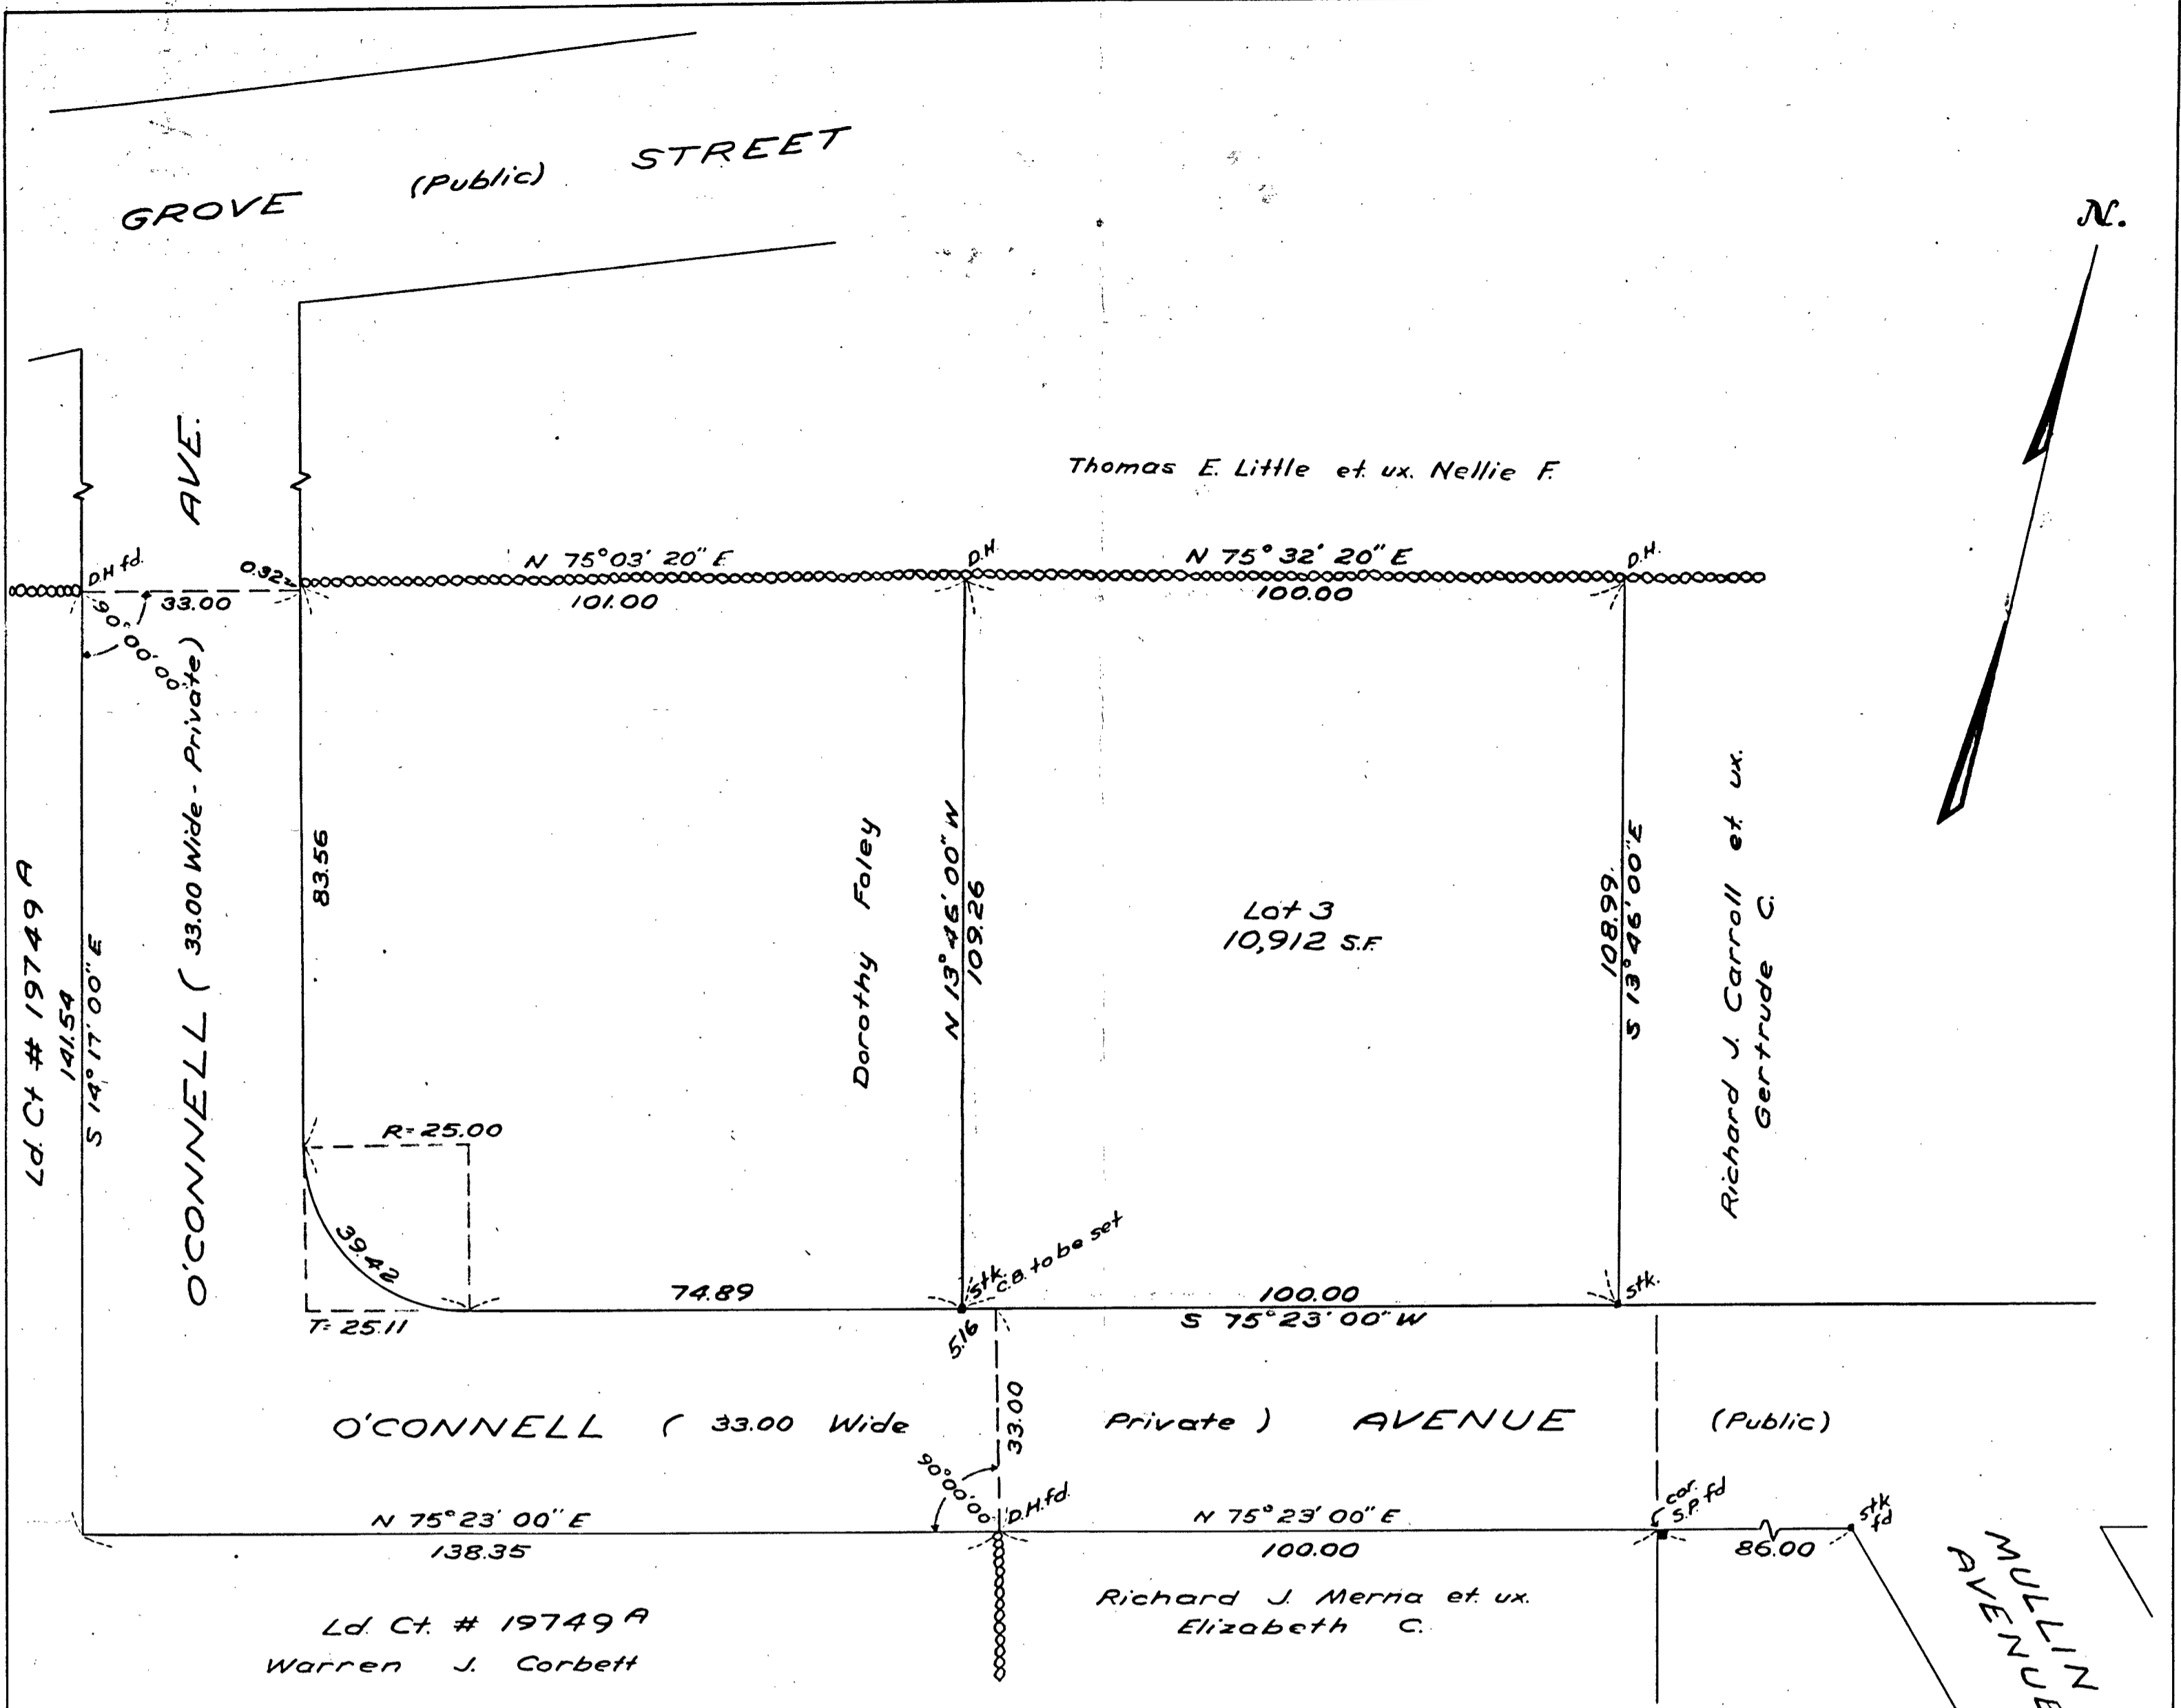 GROVE (Public) STREET
N.
Thomas E. Little et. ux. Nellie F.
O'CONNELL ( 33.00 Wide - Private) AVE.
D.H fd.
0.32
33.00
90° 00' 00"
N 75° 03' 20" E
101.00
D.H.
N 75° 32' 20" E
100.00
D.H.
Ld. Ct # 19749 A
141.54
S 14° 17' 00" E
83.56
Dorothy Foley
N 13° 46' 00" W
109.26
Lot 3
10,912 S.F.
108.99
S 13° 46' 00" E
Richard J. Carroll et ux.
Gertrude C.
R= 25.00
39.42
T= 25.11
74.89
Stk.
C.B. to be set
5.16
100.00
S 75° 23' 00" W
stk.
O'CONNELL ( 33.00 Wide Private ) AVENUE (Public)
33.00
90° 00' 00"
D.H. fd.
N 75° 23' 00" E
138.35
N 75° 23' 00" E
100.00
cor.
S.P. fd
86.00
stk
fd
MULLIN
AVENUE
Richard J. Merna et. ux.
Elizabeth C.
Ld. Ct. # 19749 A
Warren J. Corbett